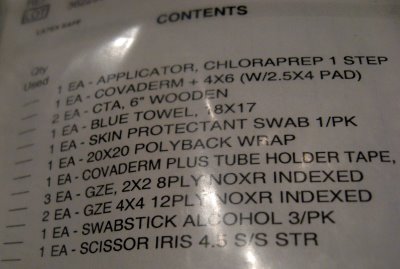 LOT
LATEX SAFE
CONTENTS
Qty
Used
1 EA - APPLICATOR, CHLORAPREP 1 STEP
1 EA - COVADERM + 4X6 (W/2.5X4 PAD)
2 EA - CTA, 6" WOODEN
1 EA - BLUE TOWEL, 18X17
1 EA - SKIN PROTECTANT SWAB 1/PK
1 EA - 20X20 POLYBACK WRAP
1 EA - COVADERM PLUS TUBE HOLDER TAPE,
3 EA - GZE, 2X2 8PLY NOXR INDEXED
2 EA - GZE 4X4 12PLY NOXR INDEXED
1 EA - SWABSTICK ALCOHOL 3/PK
1 EA - SCISSOR IRIS 4.5 S/S STR